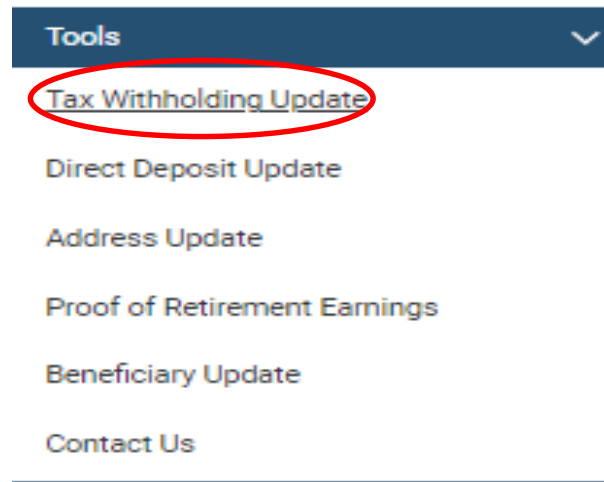 Tools
Tax Withholding Update
Direct Deposit Update
Address Update
Proof of Retirement Earnings
Beneficiary Update
Contact Us